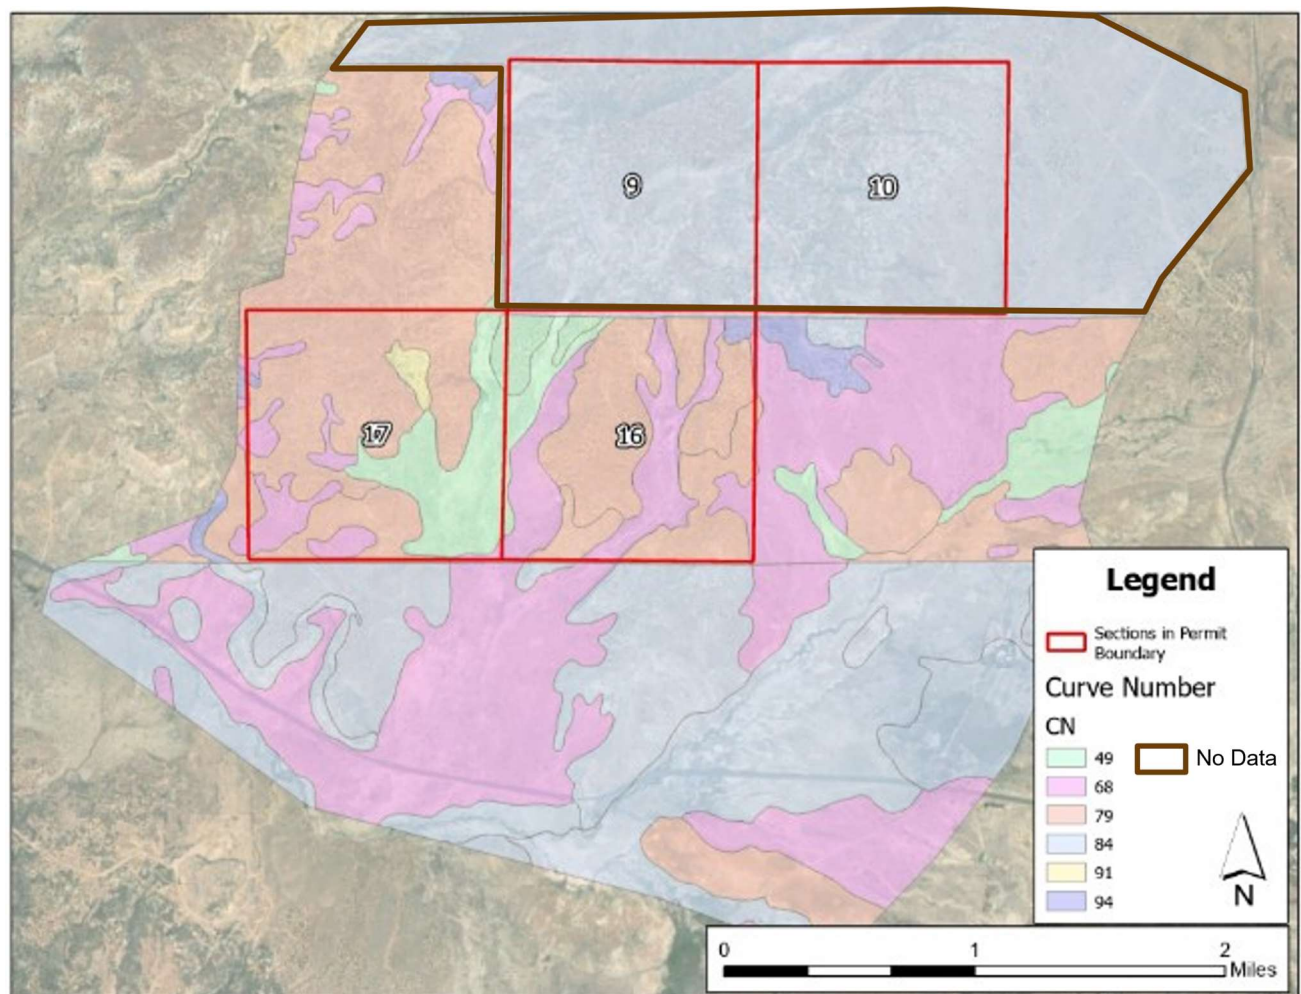 9
10
17
16
Legend
Sections in Permit
Boundary
Curve Number
CN
49
No Data
68
79
84
91
94
N
0 1 2
Miles